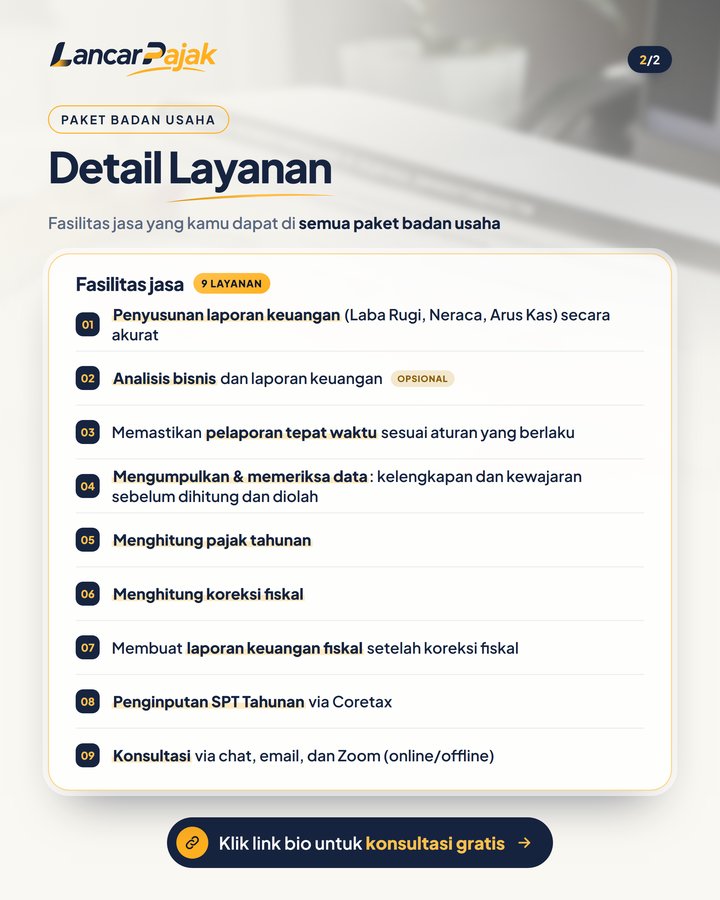 LancarPajak
2/2
PAKET BADAN USAHA
Detail Layanan
Fasilitas jasa yang kamu dapat di semua paket badan usaha
Fasilitas jasa 9 LAYANAN
01 Penyusunan laporan keuangan (Laba Rugi, Neraca, Arus Kas) secara
akurat
02 Analisis bisnis dan laporan keuangan OPSIONAL
03 Memastikan pelaporan tepat waktu sesuai aturan yang berlaku
04 Mengumpulkan & memeriksa data: kelengkapan dan kewajaran
sebelum dihitung dan diolah
05 Menghitung pajak tahunan
06 Menghitung koreksi fiskal
07 Membuat laporan keuangan fiskal setelah koreksi fiskal
08 Penginputan SPT Tahunan via Coretax
09 Konsultasi via chat, email, dan Zoom (online/offline)
Klik link bio untuk konsultasi gratis →